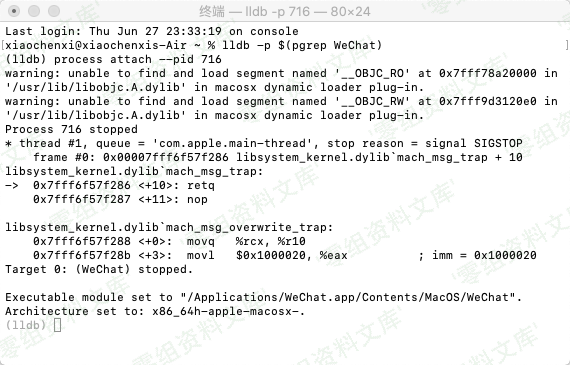 终端 — lldb -p 716 — 80×24
Last login: Thu Jun 27 23:33:19 on console
[xiaochenxi@xiaochenxis-Air ~ % lldb -p $(pgrep WeChat) ]
(lldb) process attach --pid 716
warning: unable to find and load segment named '__OBJC_RO' at 0x7fff78a20000 in
'/usr/lib/libobjc.A.dylib' in macosx dynamic loader plug-in.
warning: unable to find and load segment named '__OBJC_RW' at 0x7fff9d3120e0 in
'/usr/lib/libobjc.A.dylib' in macosx dynamic loader plug-in.
Process 716 stopped
* thread #1, queue = 'com.apple.main-thread', stop reason = signal SIGSTOP
    frame #0: 0x00007fff6f57f286 libsystem_kernel.dylib`mach_msg_trap + 10
libsystem_kernel.dylib`mach_msg_trap:
->  0x7fff6f57f286 <+10>: retq
    0x7fff6f57f287 <+11>: nop
libsystem_kernel.dylib`mach_msg_overwrite_trap:
    0x7fff6f57f288 <+0>:  movq   %rcx, %r10
    0x7fff6f57f28b <+3>:  movl   $0x1000020, %eax          ; imm = 0x1000020
Target 0: (WeChat) stopped.
Executable module set to "/Applications/WeChat.app/Contents/MacOS/WeChat".
Architecture set to: x86_64h-apple-macosx-.
(lldb)
零组资料文库